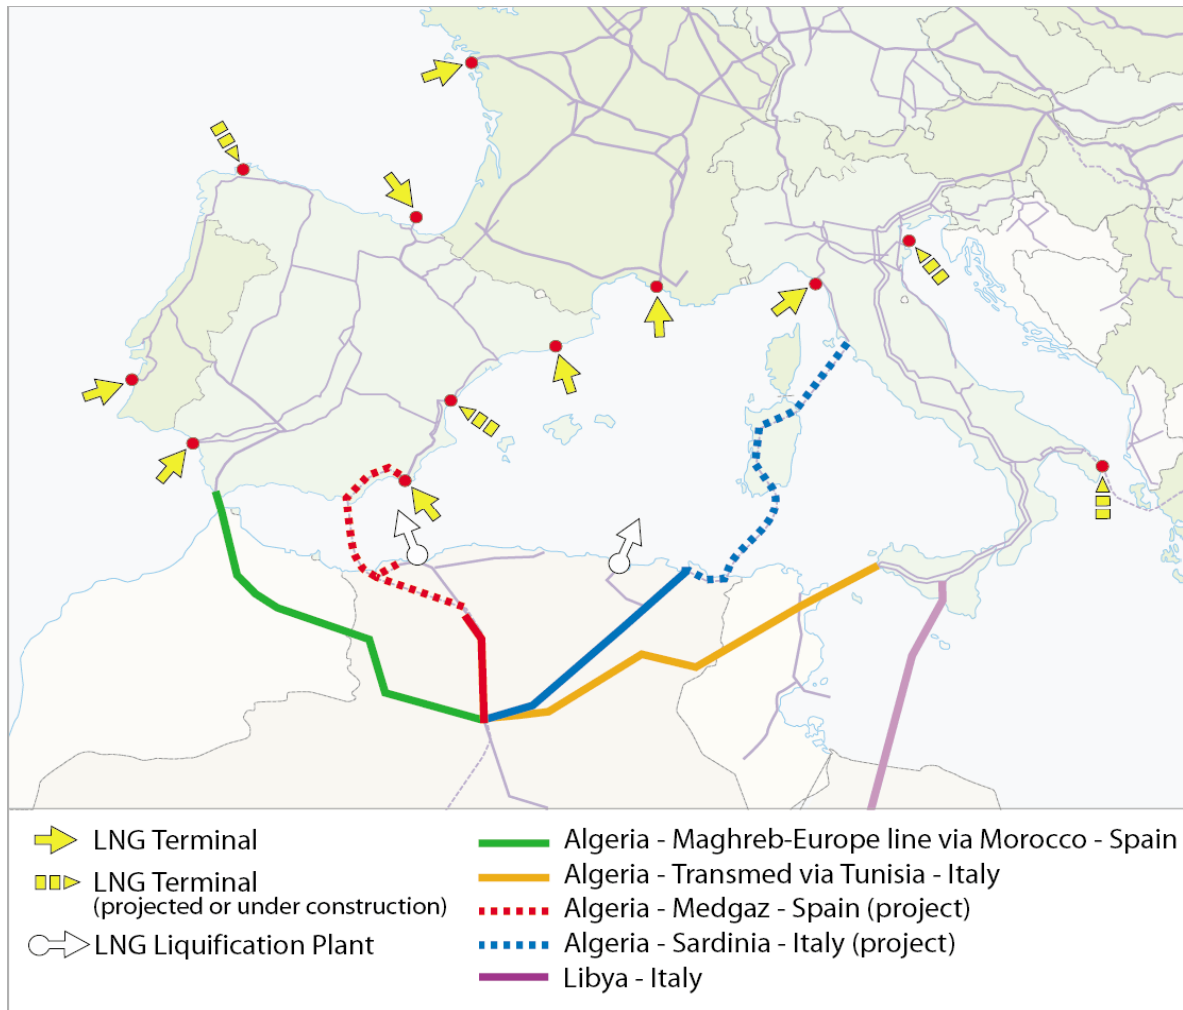 LNG Terminal
LNG Terminal
(projected or under construction)
LNG Liquification Plant
Algeria - Maghreb-Europe line via Morocco - Spain
Algeria - Transmed via Tunisia - Italy
Algeria - Medgaz - Spain (project)
Algeria - Sardinia - Italy (project)
Libya - Italy